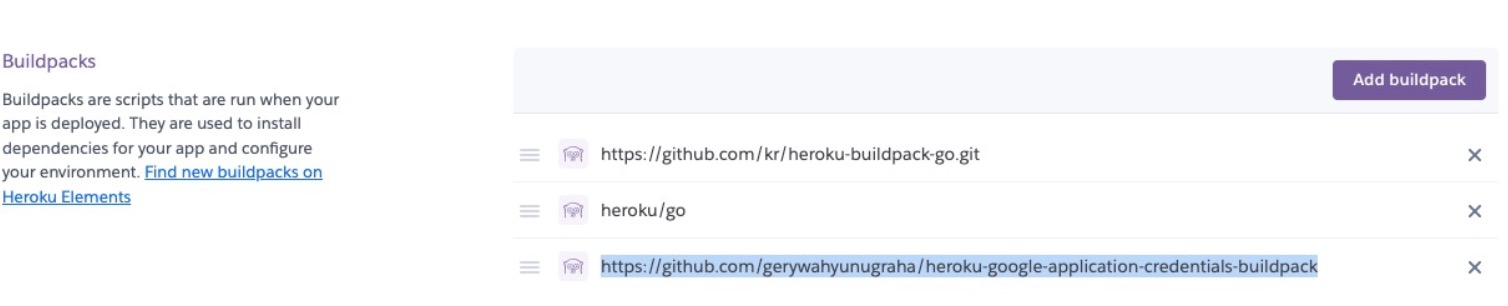 Buildpacks
Buildpacks are scripts that are run when your
app is deployed. They are used to install
dependencies for your app and configure
your environment. Find new buildpacks on
Heroku Elements
Add buildpack
https://github.com/kr/heroku-buildpack-go.git
heroku/go
https://github.com/gerywahyunugraha/heroku-google-application-credentials-buildpack